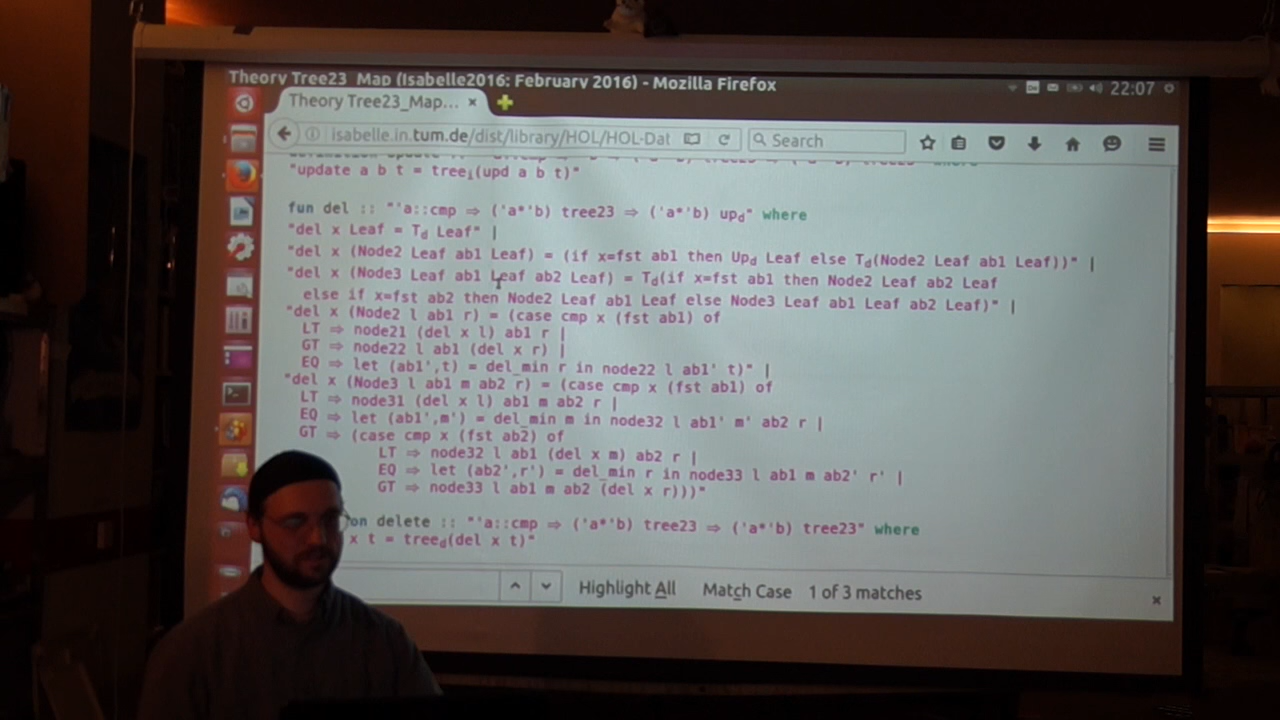 Theory Tree23_Map (Isabelle2016: February 2016) - Mozilla Firefox
22:07
Theory Tree23_Map...
isabelle.in.tum.de/dist/library/HOL/HOL-Dat
Search
"update a b t = treeᵢ(upd a b t)"
fun del :: "'a::cmp ⇒ ('a*'b) tree23 ⇒ ('a*'b) up_d" where
"del x Leaf = T_d Leaf" |
"del x (Node2 Leaf ab1 Leaf) = (if x=fst ab1 then Up_d Leaf else T_d(Node2 Leaf ab1 Leaf))" |
"del x (Node3 Leaf ab1 Leaf ab2 Leaf) = T_d(if x=fst ab1 then Node2 Leaf ab2 Leaf
else if x=fst ab2 then Node2 Leaf ab1 Leaf else Node3 Leaf ab1 Leaf ab2 Leaf)" |
"del x (Node2 l ab1 r) = (case cmp x (fst ab1) of
LT ⇒ node21 (del x l) ab1 r |
GT ⇒ node22 l ab1 (del x r) |
EQ ⇒ let (ab1',t) = del_min r in node22 l ab1' t)" |
"del x (Node3 l ab1 m ab2 r) = (case cmp x (fst ab1) of
LT ⇒ node31 (del x l) ab1 m ab2 r |
EQ ⇒ let (ab1',m') = del_min m in node32 l ab1' m' ab2 r |
GT ⇒ (case cmp x (fst ab2) of
LT ⇒ node32 l ab1 (del x m) ab2 r |
EQ ⇒ let (ab2',r') = del_min r in node33 l ab1 m ab2' r' |
GT ⇒ node33 l ab1 m ab2 (del x r)))"
on delete :: "'a::cmp ⇒ ('a*'b) tree23 ⇒ ('a*'b) tree23" where
x t = tree_d(del x t)"
Highlight All Match Case 1 of 3 matches